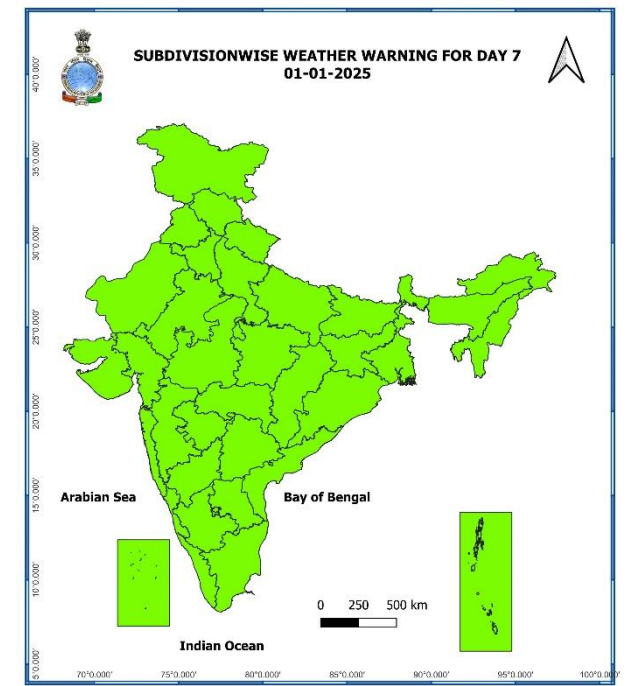 SUBDIVISIONWISE WEATHER WARNING FOR DAY 7
01-01-2025
40°0.000'
35°0.000'
30°0.000'
25°0.000'
20°0.000'
15°0.000'
10°0.000'
5°0.000'
Arabian Sea
Bay of Bengal
0 250 500 km
Indian Ocean
70°0.000' 75°0.000' 80°0.000' 85°0.000' 90°0.000' 95°0.000' 100°0.000'